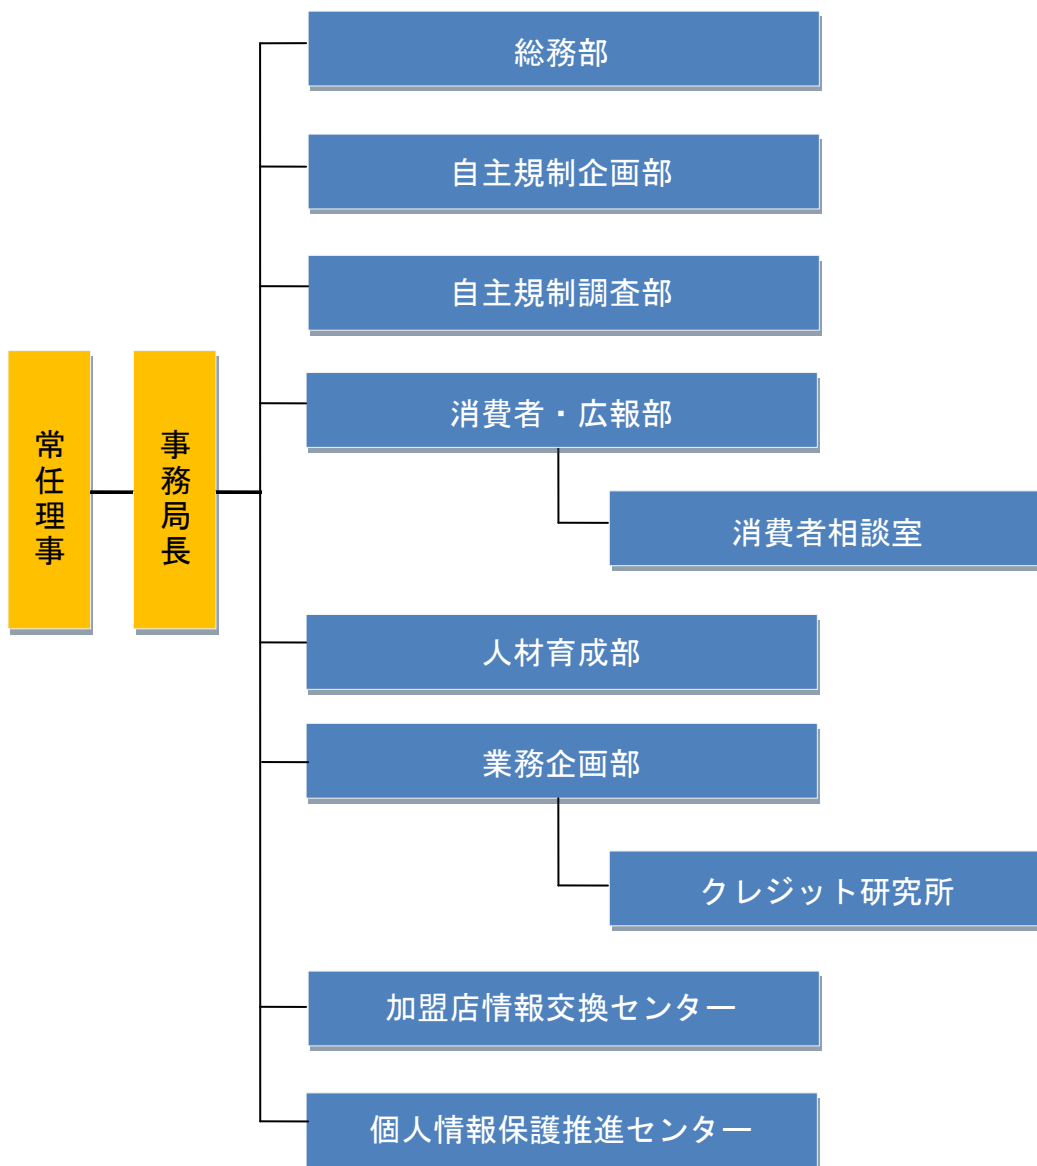 総務部
自主規制企画部
自主規制調査部
消費者・広報部
常任理事
事務局長
消費者相談室
人材育成部
業務企画部
クレジット研究所
加盟店情報交換センター
個人情報保護推進センター